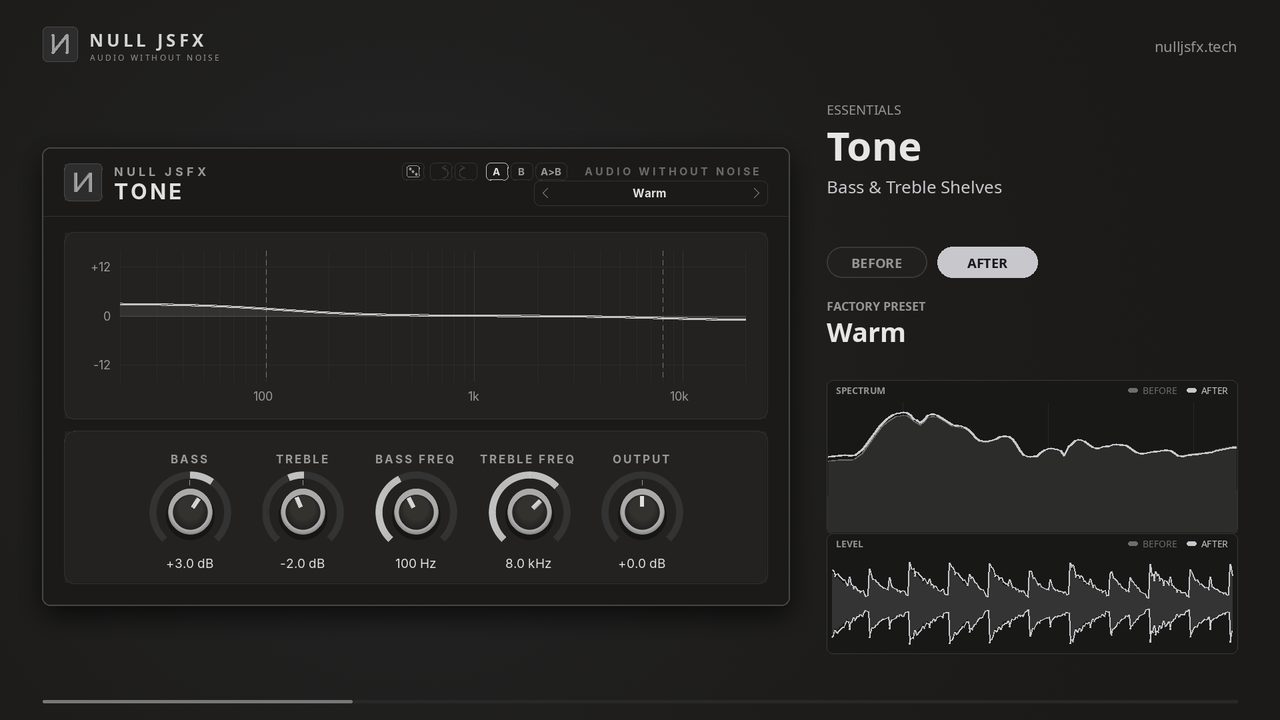 NULL JSFX
AUDIO WITHOUT NOISE
nulljsfx.tech
NULL JSFX
TONE
A B A>B AUDIO WITHOUT NOISE
Warm
+12
0
-12
100 1k 10k
BASS TREBLE BASS FREQ TREBLE FREQ OUTPUT
+3.0 dB -2.0 dB 100 Hz 8.0 kHz +0.0 dB
ESSENTIALS
Tone
Bass & Treble Shelves
BEFORE AFTER
FACTORY PRESET
Warm
SPECTRUM BEFORE AFTER
LEVEL BEFORE AFTER